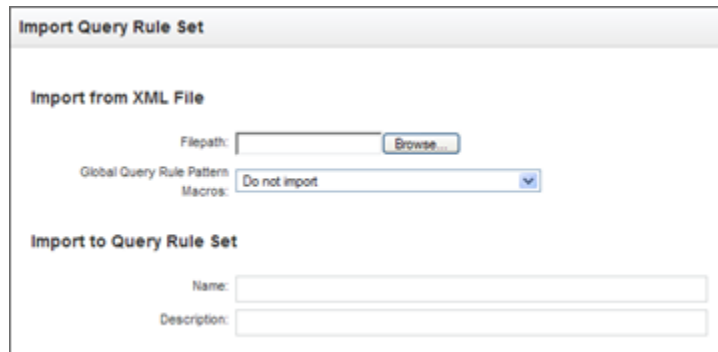 Import Query Rule Set
Import from XML File
Filepath: Browse...
Global Query Rule Pattern
Macros: Do not import
Import to Query Rule Set
Name:
Description: